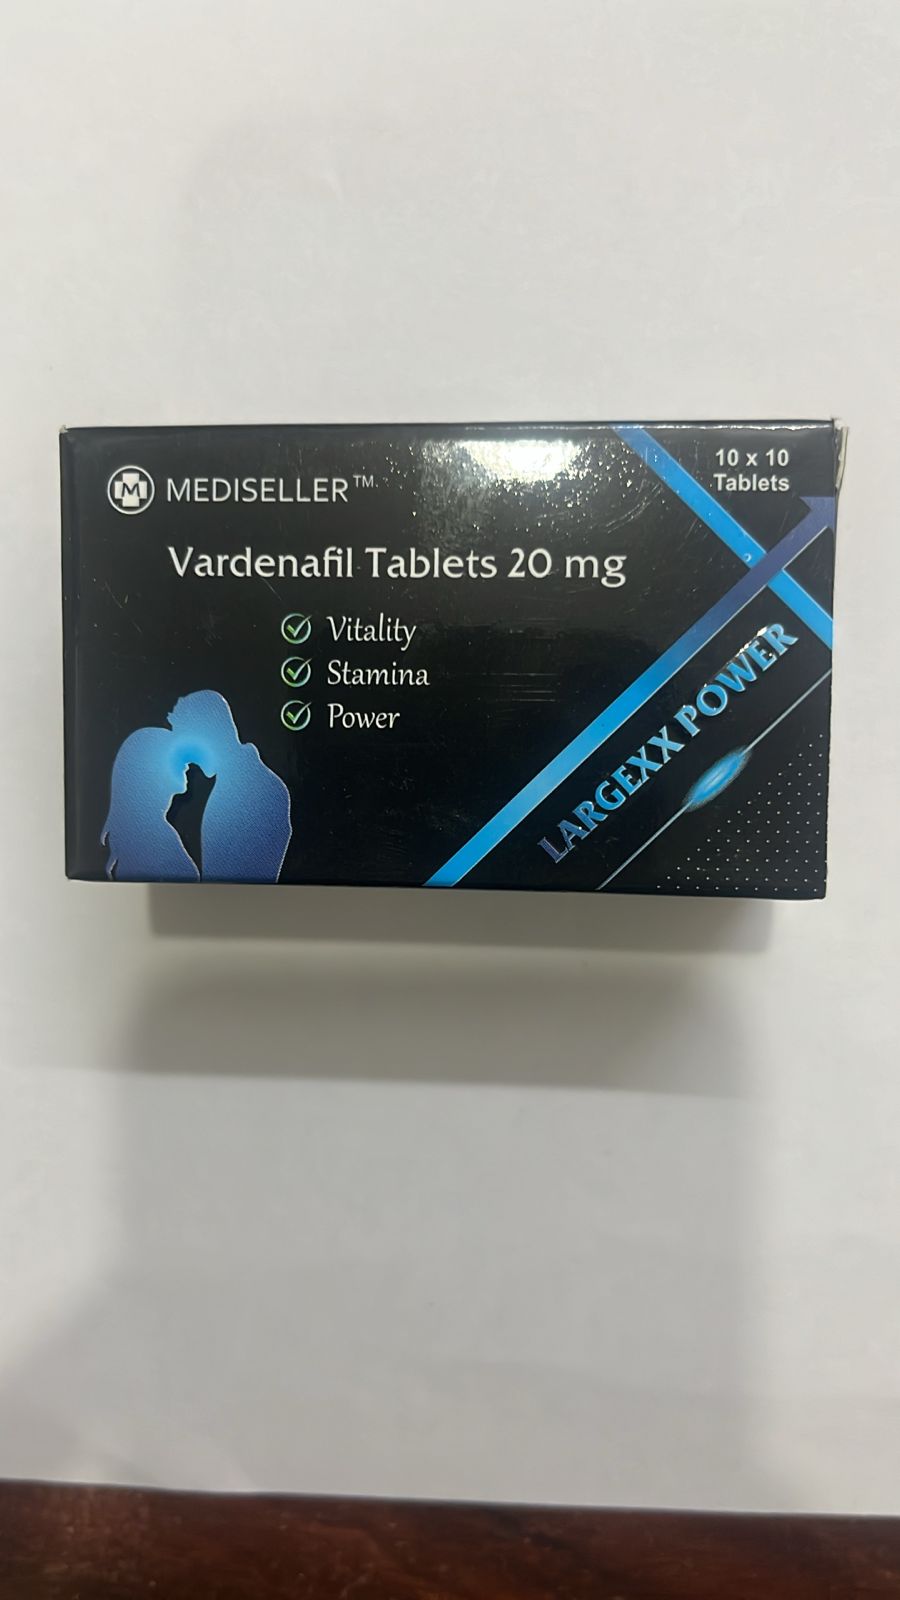 MEDISELLER™
10 x 10
Tablets
Vardenafil Tablets 20 mg
Vitality
Stamina
Power
LARGEXX POWER